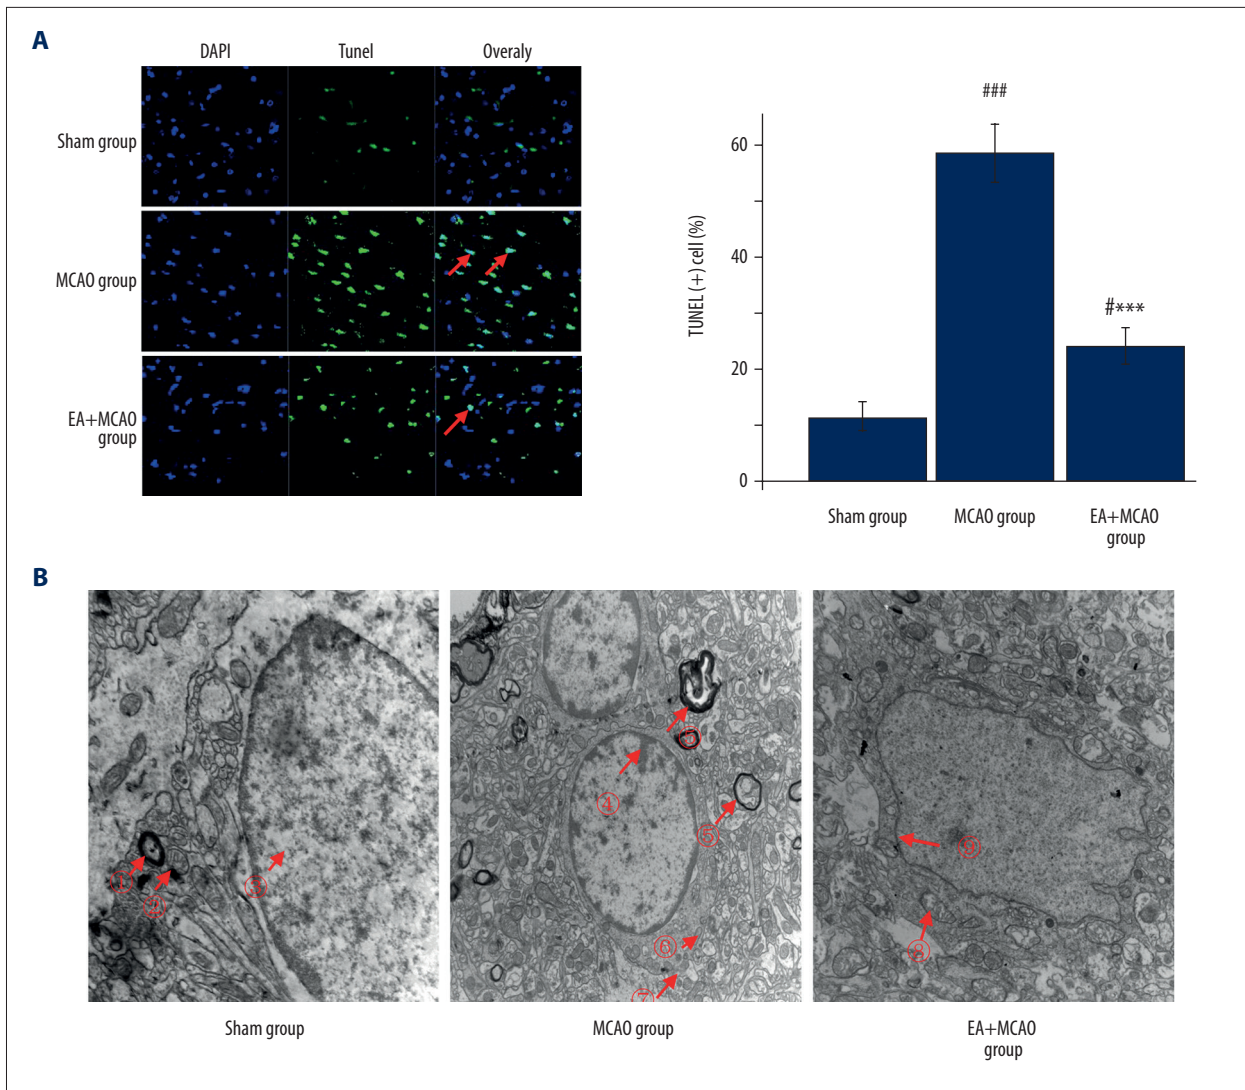 A
DAPI Tunel Overaly
Sham group
MCAO group
EA+MCAO
group
###
#***
TUNEL (+) cell (%)
60
40
20
0
Sham group MCAO group EA+MCAO
group
B
① ② ③
④ ⑤ ⑤ ⑥ ⑦
⑨ ⑧
Sham group MCAO group EA+MCAO
group